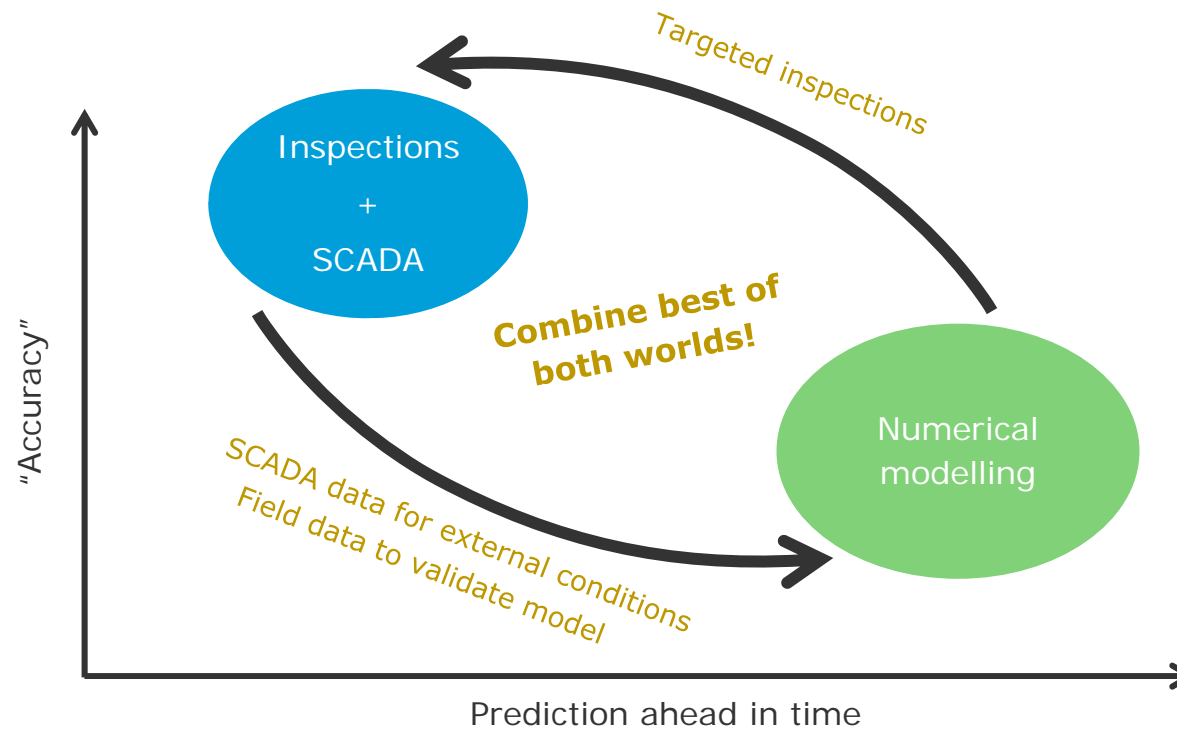 Targeted inspections
Inspections
+
SCADA
Combine best of
both worlds!
Numerical
modelling
"Accuracy"
SCADA data for external conditions
Field data to validate model
Prediction ahead in time